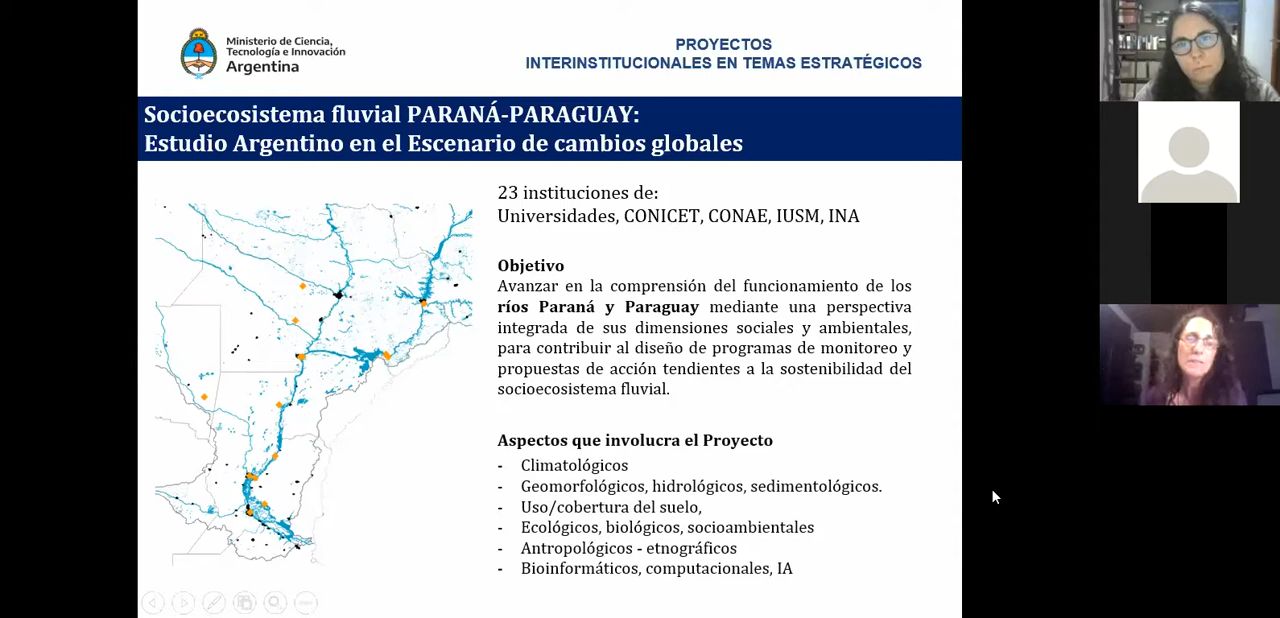 Ministerio de Ciencia,
Tecnología e Innovación
Argentina
PROYECTOS
INTERINSTITUCIONALES EN TEMAS ESTRATÉGICOS
Socioecosistema fluvial PARANÁ-PARAGUAY:
Estudio Argentino en el Escenario de cambios globales
23 instituciones de:
Universidades, CONICET, CONAE, IUSM, INA
Objetivo
Avanzar en la comprensión del funcionamiento de los
ríos Paraná y Paraguay mediante una perspectiva
integrada de sus dimensiones sociales y ambientales,
para contribuir al diseño de programas de monitoreo y
propuestas de acción tendientes a la sostenibilidad del
socioecosistema fluvial.
Aspectos que involucra el Proyecto
- Climatológicos
- Geomorfológicos, hidrológicos, sedimentológicos.
- Uso/cobertura del suelo,
- Ecológicos, biológicos, socioambientales
- Antropológicos - etnográficos
- Bioinformáticos, computacionales, IA